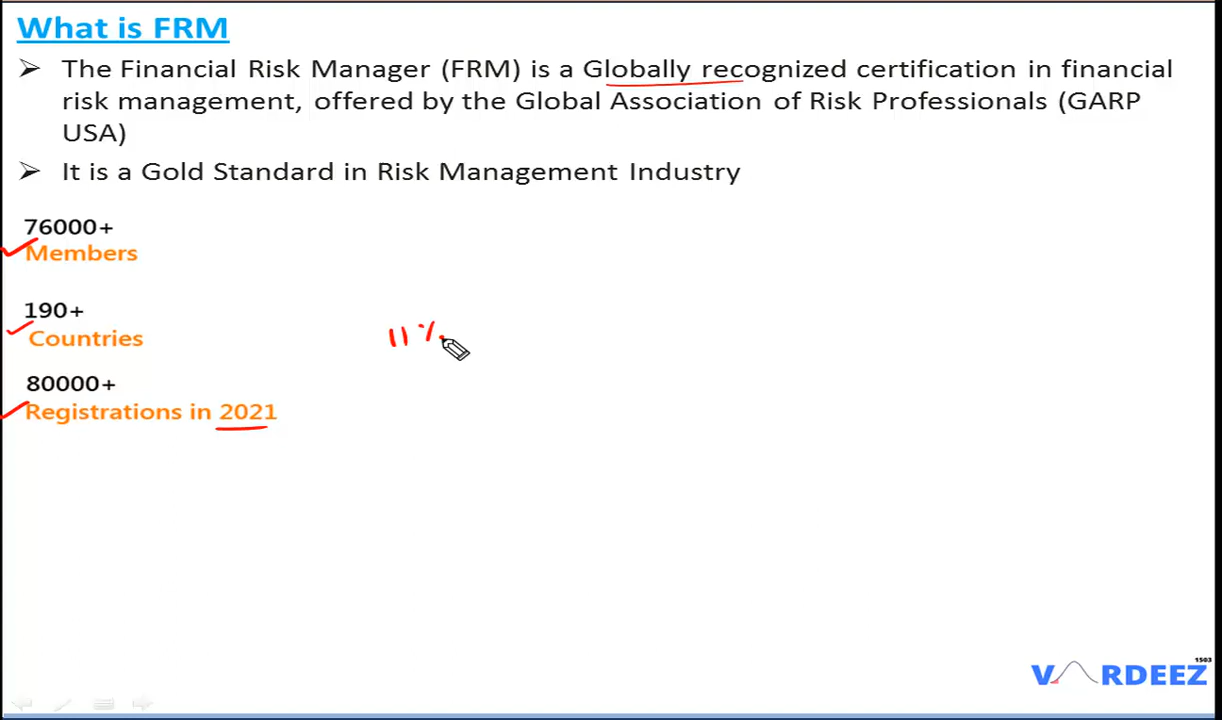 What is FRM
➢ The Financial Risk Manager (FRM) is a Globally recognized certification in financial
risk management, offered by the Global Association of Risk Professionals (GARP
USA)
➢ It is a Gold Standard in Risk Management Industry
76000+
Members
190+
Countries
11%
80000+
Registrations in 2021
1503
V RDEEZ